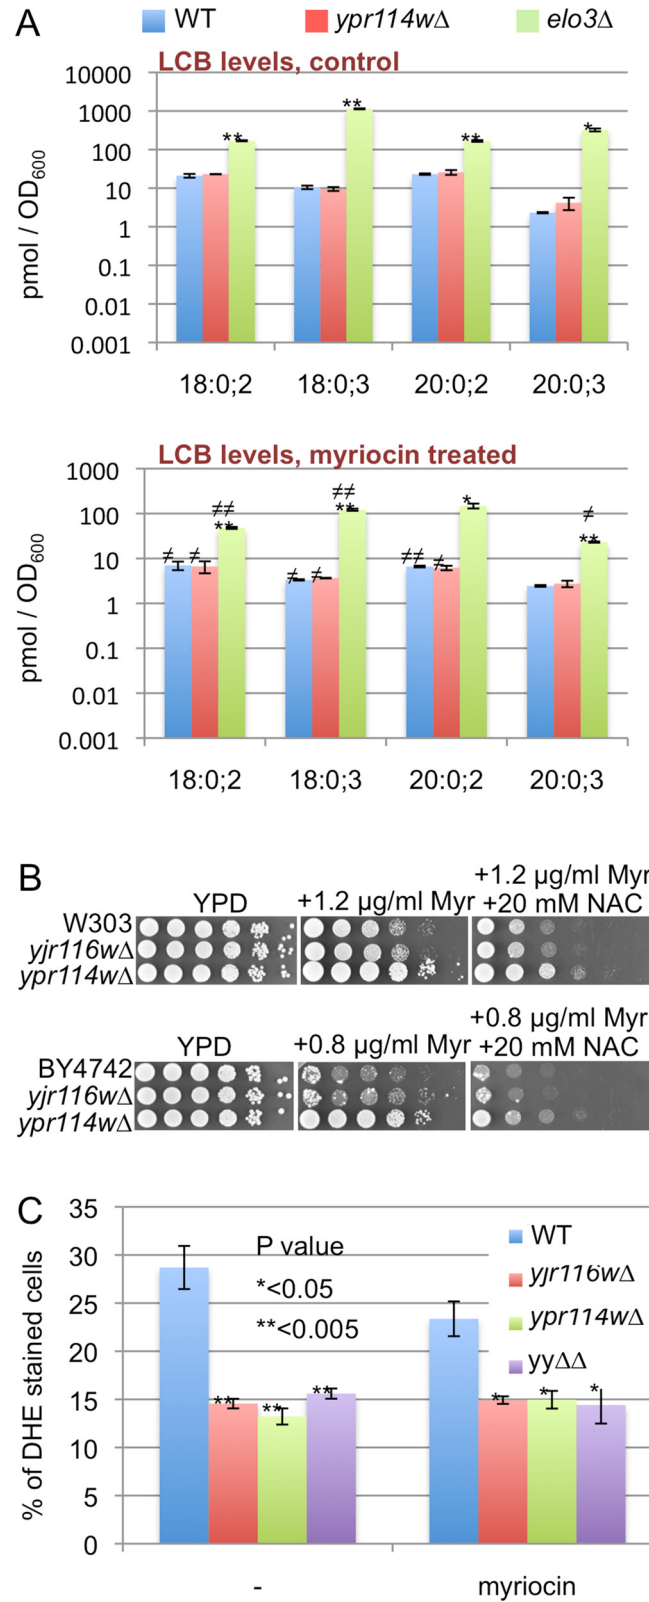 A
WT ypr114wΔ elo3Δ
LCB levels, control
pmol / OD600
10000
1000
100
10
1
0.1
0.01
0.001
** ** ** *
18:0;2 18:0;3 20:0;2 20:0;3
LCB levels, myriocin treated
pmol / OD600
1000
100
10
1
0.1
0.01
0.001
≠ ≠ ≠≠ **
≠ ≠ ≠≠ **
≠≠ ≠ *
≠ **
18:0;2 18:0;3 20:0;2 20:0;3
B
YPD
+1.2 µg/ml Myr
+1.2 µg/ml Myr
+20 mM NAC
W303
yjr116wΔ
ypr114wΔ
YPD
+0.8 µg/ml Myr
+0.8 µg/ml Myr
+20 mM NAC
BY4742
yjr116wΔ
ypr114wΔ
C
% of DHE stained cells
35
30
25
20
15
10
5
0
P value
*<0.05
**<0.005
WT
yjr116wΔ
ypr114wΔ
yyΔΔ
** ** ** * * *
- myriocin